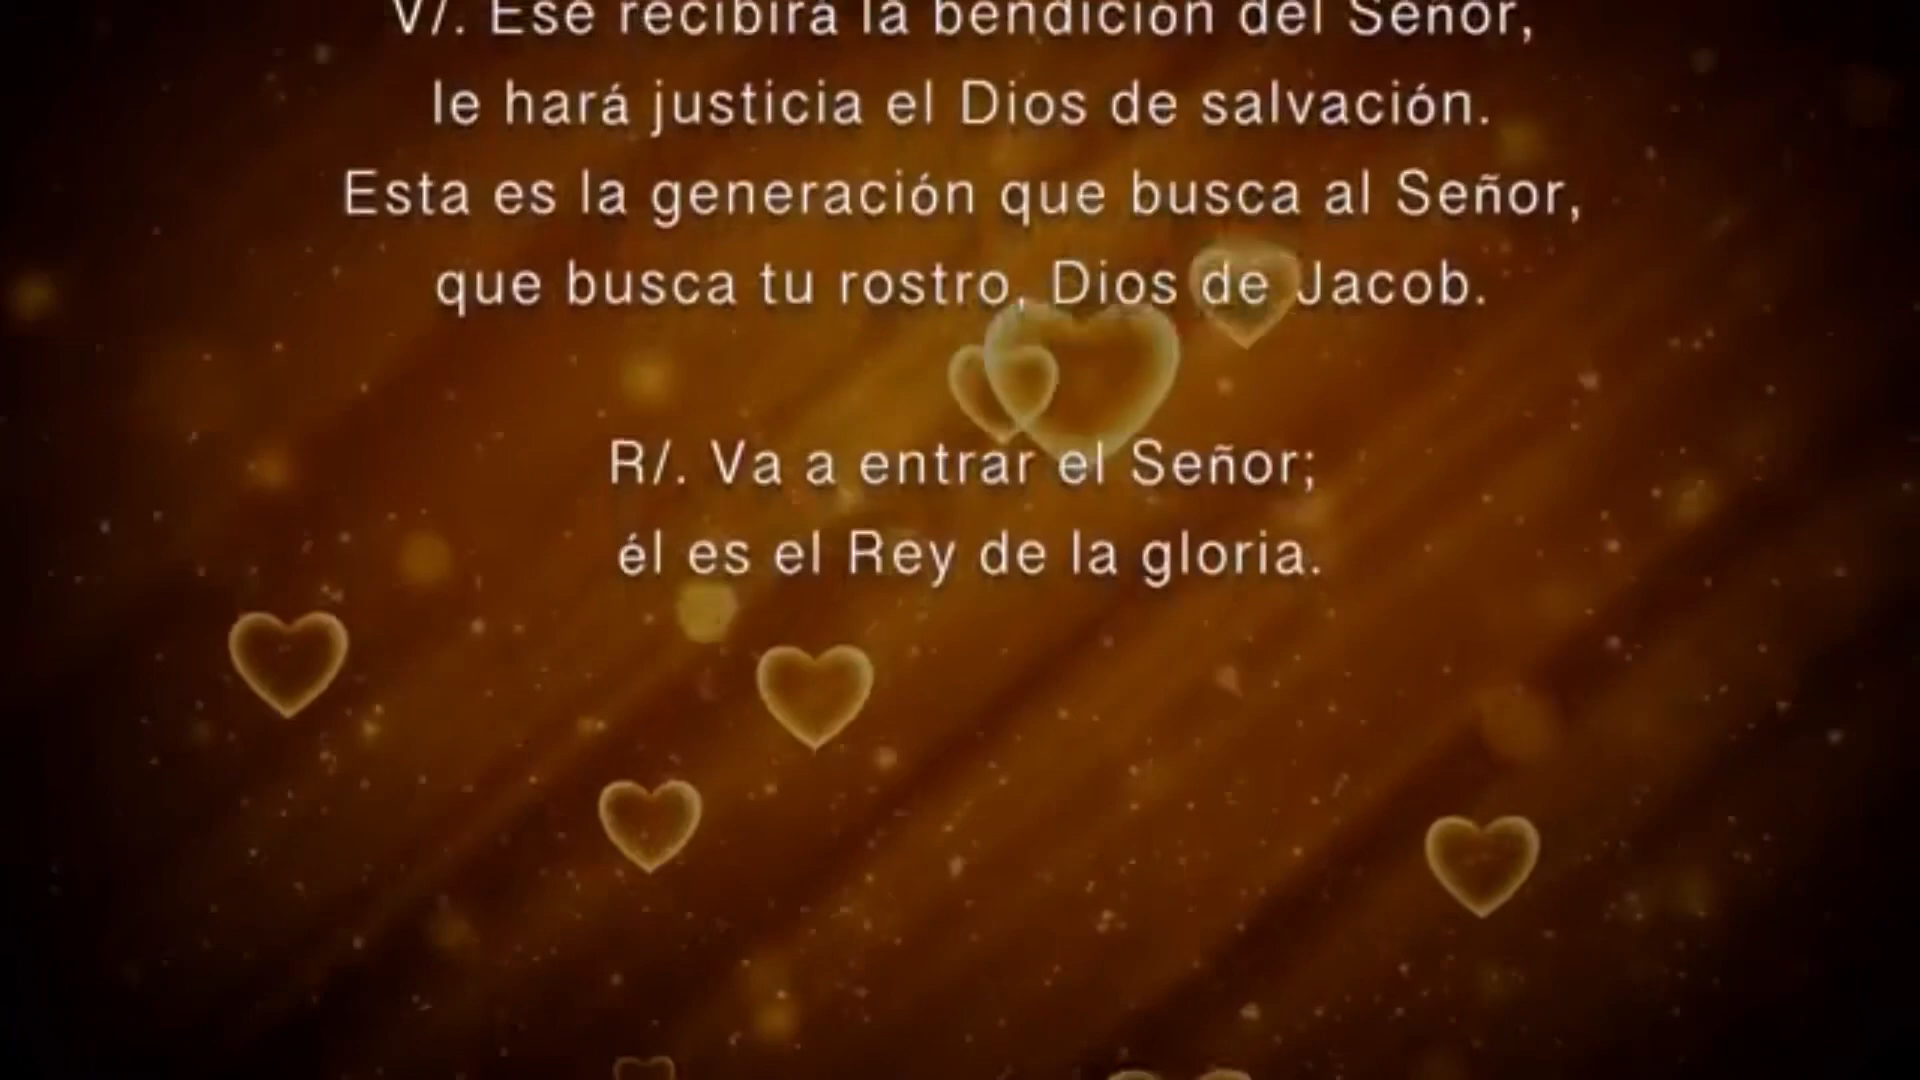 V/. Ese recibirá la bendición del Señor,
le hará justicia el Dios de salvación.
Esta es la generación que busca al Señor,
que busca tu rostro, Dios de Jacob.
R/. Va a entrar el Señor;
él es el Rey de la gloria.